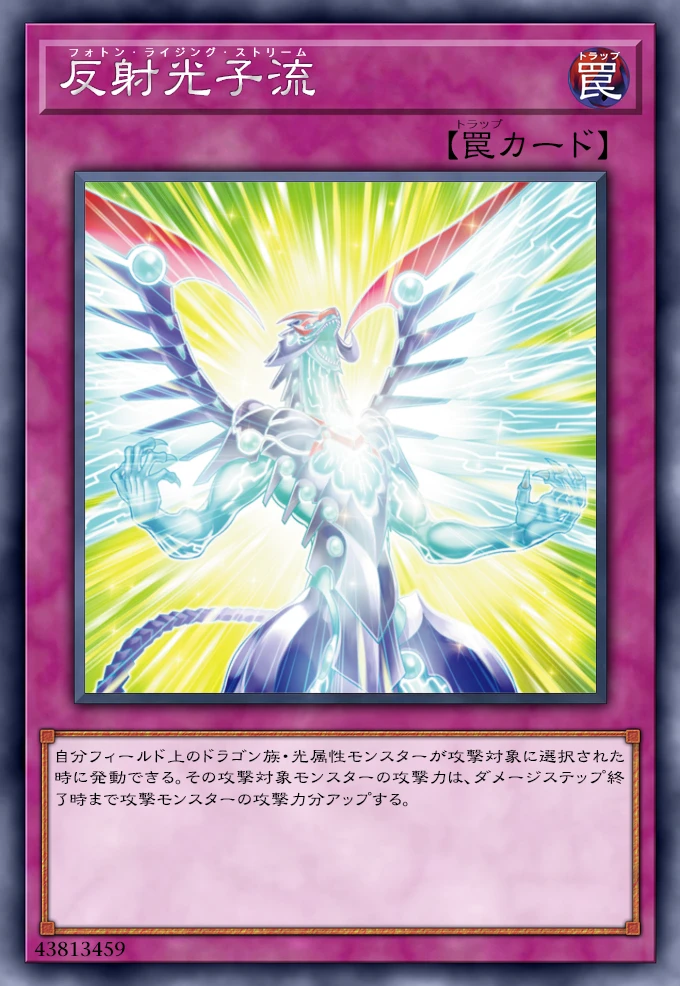 フォトン・ライジング・ストリーム
反射光子流
トラップ
罠
トラップ
【罠カード】
自分フィールド上のドラゴン族・光属性モンスターが攻撃対象に選択された
時に発動できる。その攻撃対象モンスターの攻撃力は、ダメージステップ終
了時まで攻撃モンスターの攻撃力分アップする。
43813459